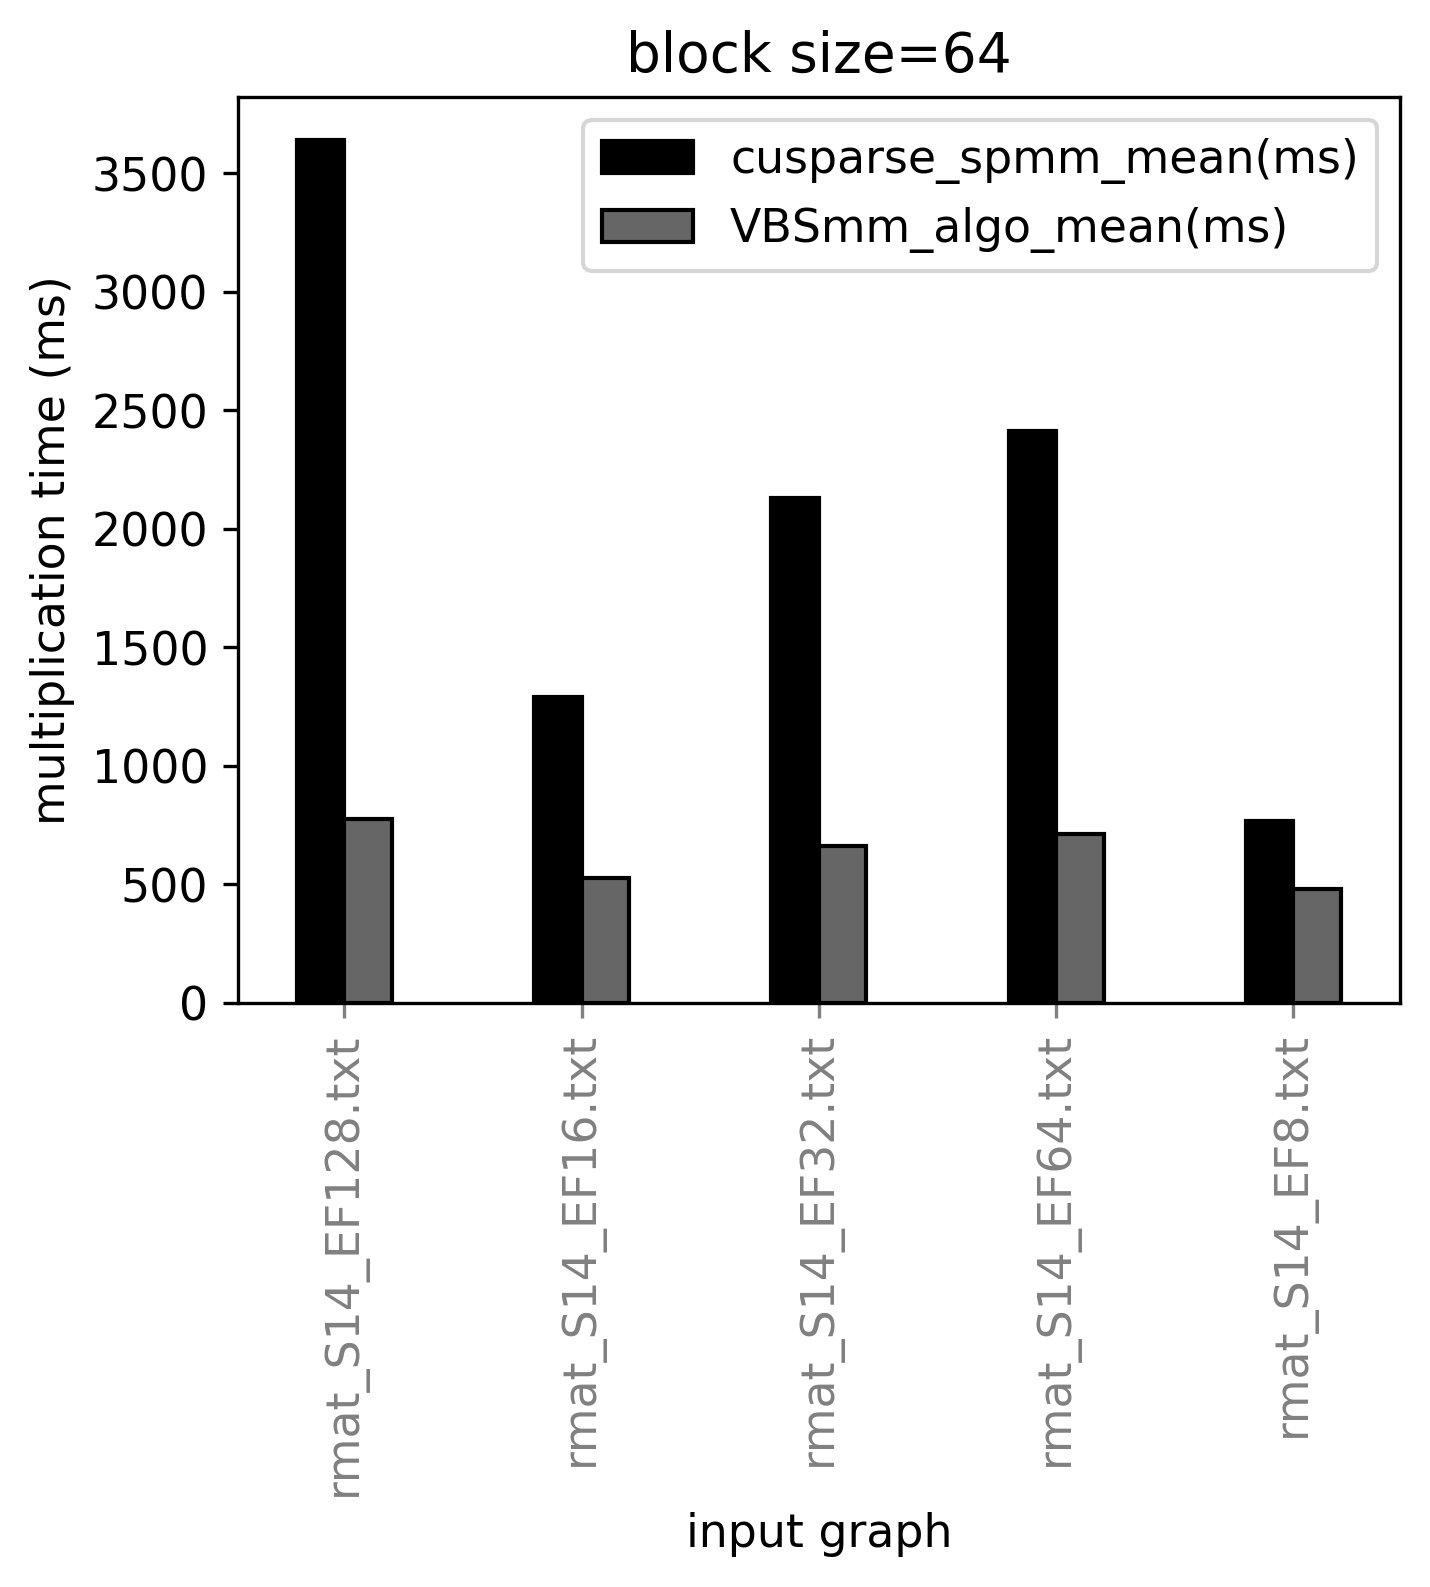 block size=64
cusparse_spmm_mean(ms)
VBSmm_algo_mean(ms)
multiplication time (ms)
3500
3000
2500
2000
1500
1000
500
0
rmat_S14_EF128.txt
rmat_S14_EF16.txt
rmat_S14_EF32.txt
rmat_S14_EF64.txt
rmat_S14_EF8.txt
input graph